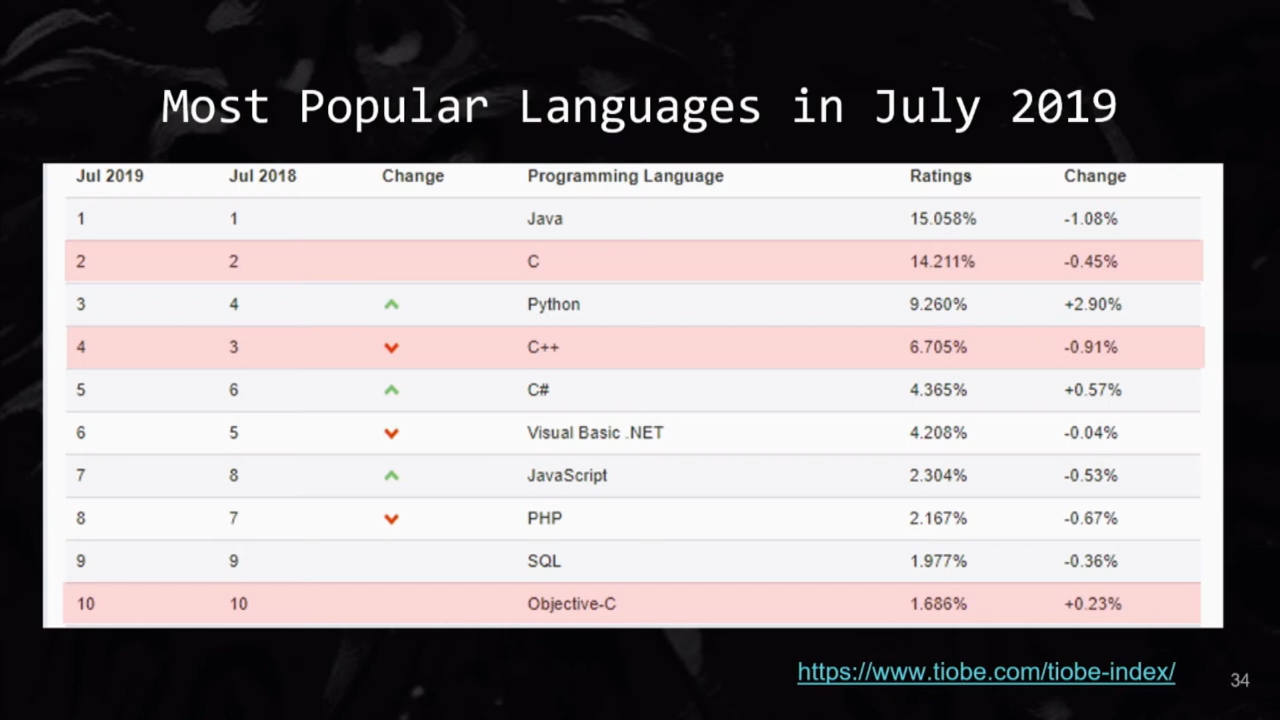 Most Popular Languages in July 2019
Jul 2019 Jul 2018 Change Programming Language Ratings Change
1 1 Java 15.058% -1.08%
2 2 C 14.211% -0.45%
3 4 Python 9.260% +2.90%
4 3 C++ 6.705% -0.91%
5 6 C# 4.365% +0.57%
6 5 Visual Basic .NET 4.208% -0.04%
7 8 JavaScript 2.304% -0.53%
8 7 PHP 2.167% -0.67%
9 9 SQL 1.977% -0.36%
10 10 Objective-C 1.686% +0.23%
https://www.tiobe.com/tiobe-index/
34